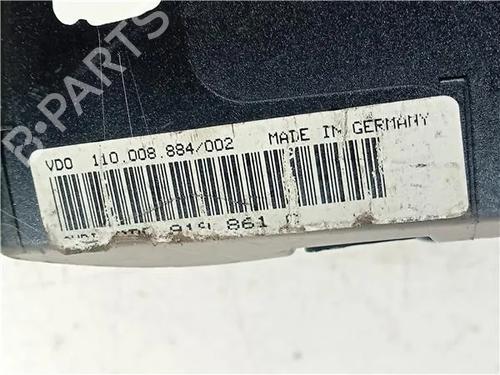 B-PARTS
VDO 110.008.884/002 MADE IN GERMANY
861